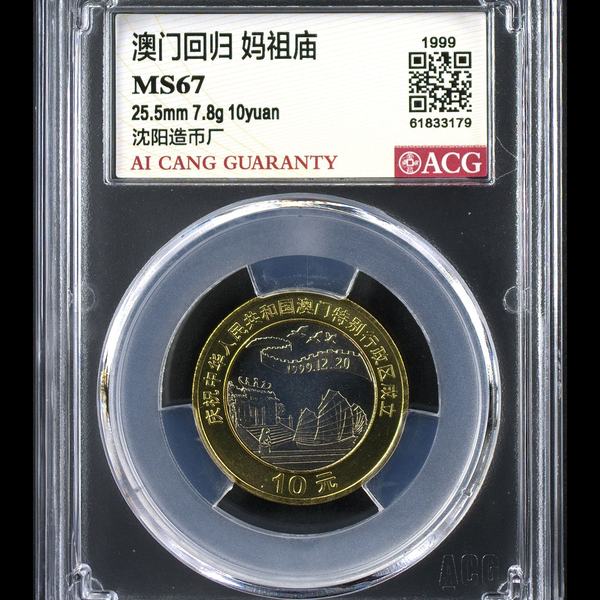 澳门回归 妈祖庙
MS67
25.5mm 7.8g 10yuan
沈阳造币厂
AI CANG GUARANTY
1999
61833179
ACG
庆祝中华人民共和国澳门特别行政区成立
1999.12.20
10元
ACG